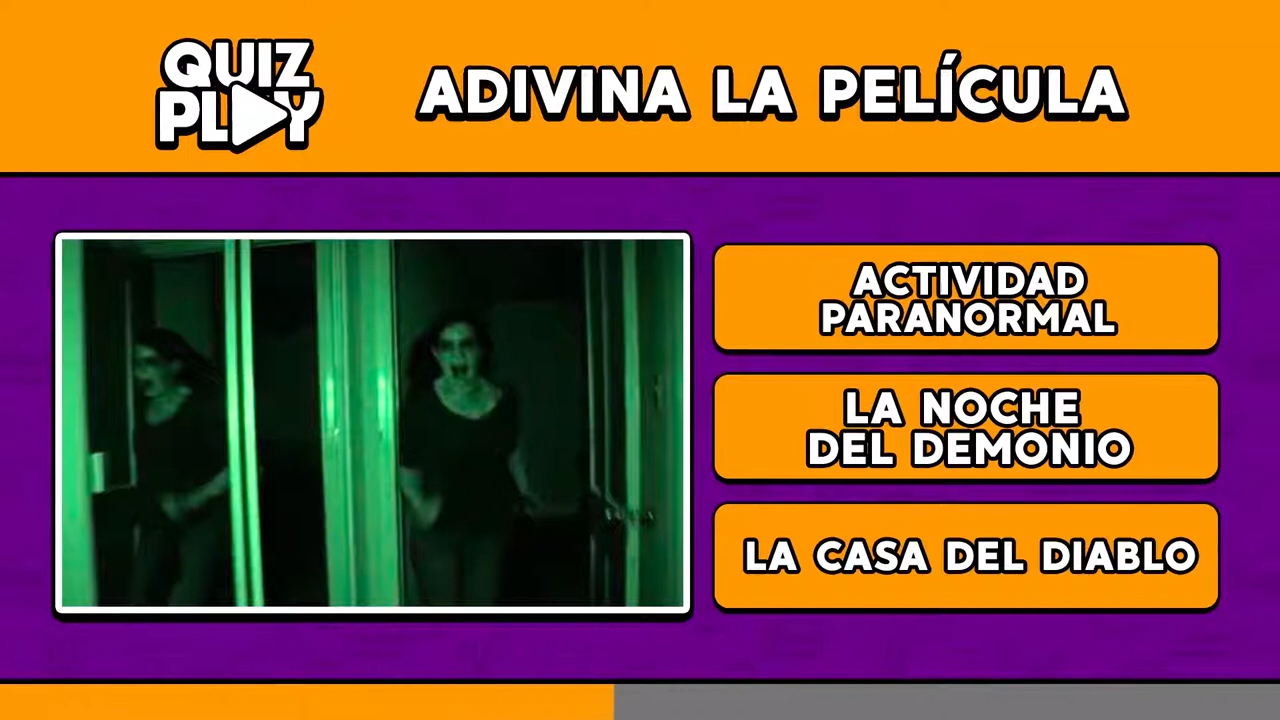 QUIZ
PLAY
ADIVINA LA PELÍCULA
ACTIVIDAD
PARANORMAL
LA NOCHE
DEL DEMONIO
LA CASA DEL DIABLO